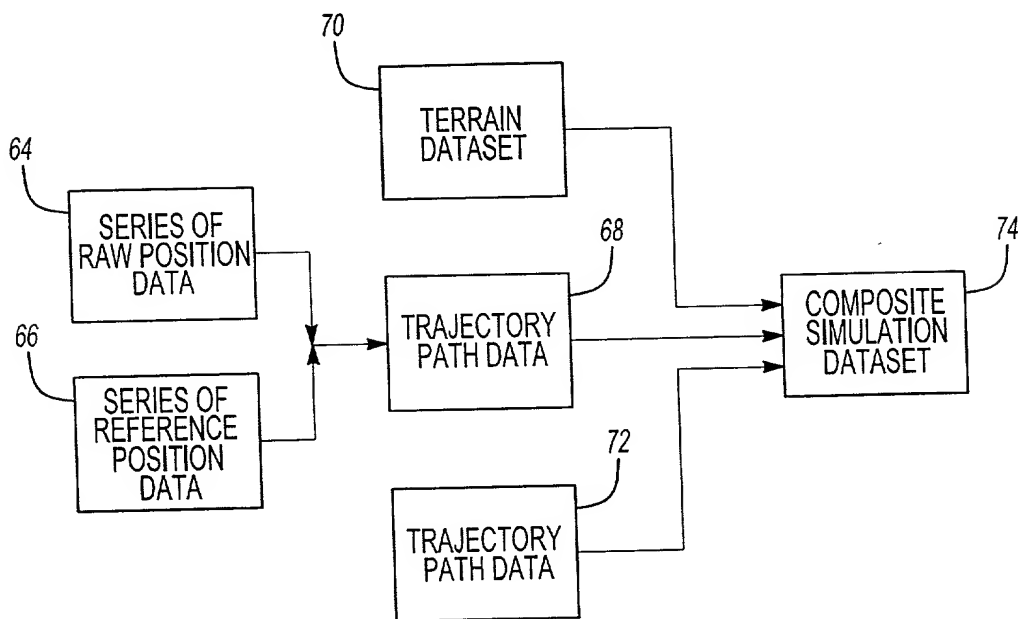 70
TERRAIN
DATASET
64
SERIES OF
RAW POSITION
DATA
68
TRAJECTORY
PATH DATA
74
COMPOSITE
SIMULATION
DATASET
66
SERIES OF
REFERENCE
POSITION
DATA
72
TRAJECTORY
PATH DATA